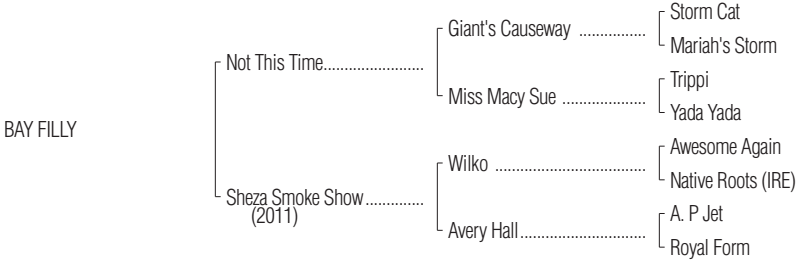 Storm Cat
Giant's Causeway ................
Mariah's Storm
Not This Time........................
Trippi
Miss Macy Sue ....................
Yada Yada
BAY FILLY
Awesome Again
Wilko ....................................
Native Roots (IRE)
Sheza Smoke Show..............
(2011)
A. P Jet
Avery Hall..............................
Royal Form